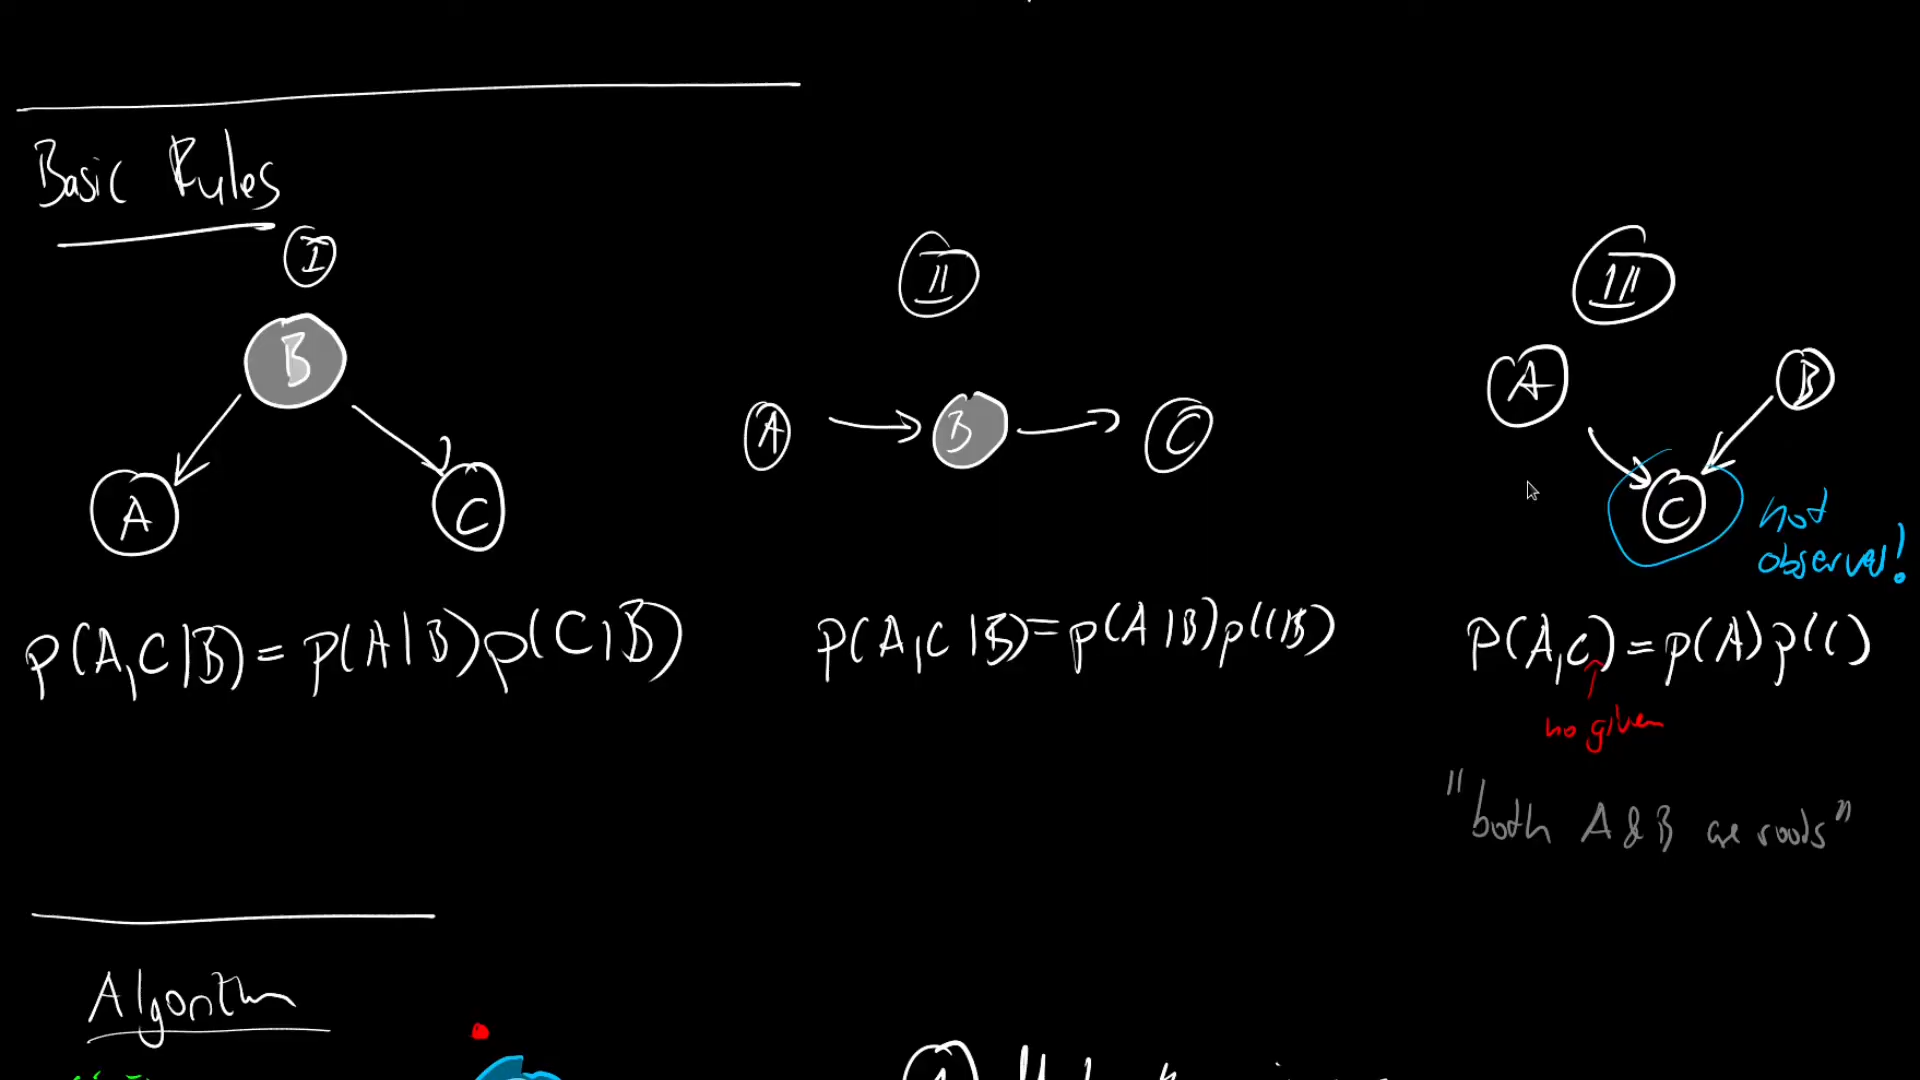 Basic Rules
I
II
III
B
A
C
A
B
C
A
B
C
not
observed!
p(A,C|B)=p(A|B)p(C|B)
p(A,C|B)=p(A|B)p(C|B)
P(A,C)=p(A)p(C)
no given
"both A&B are roots"
Algorithm